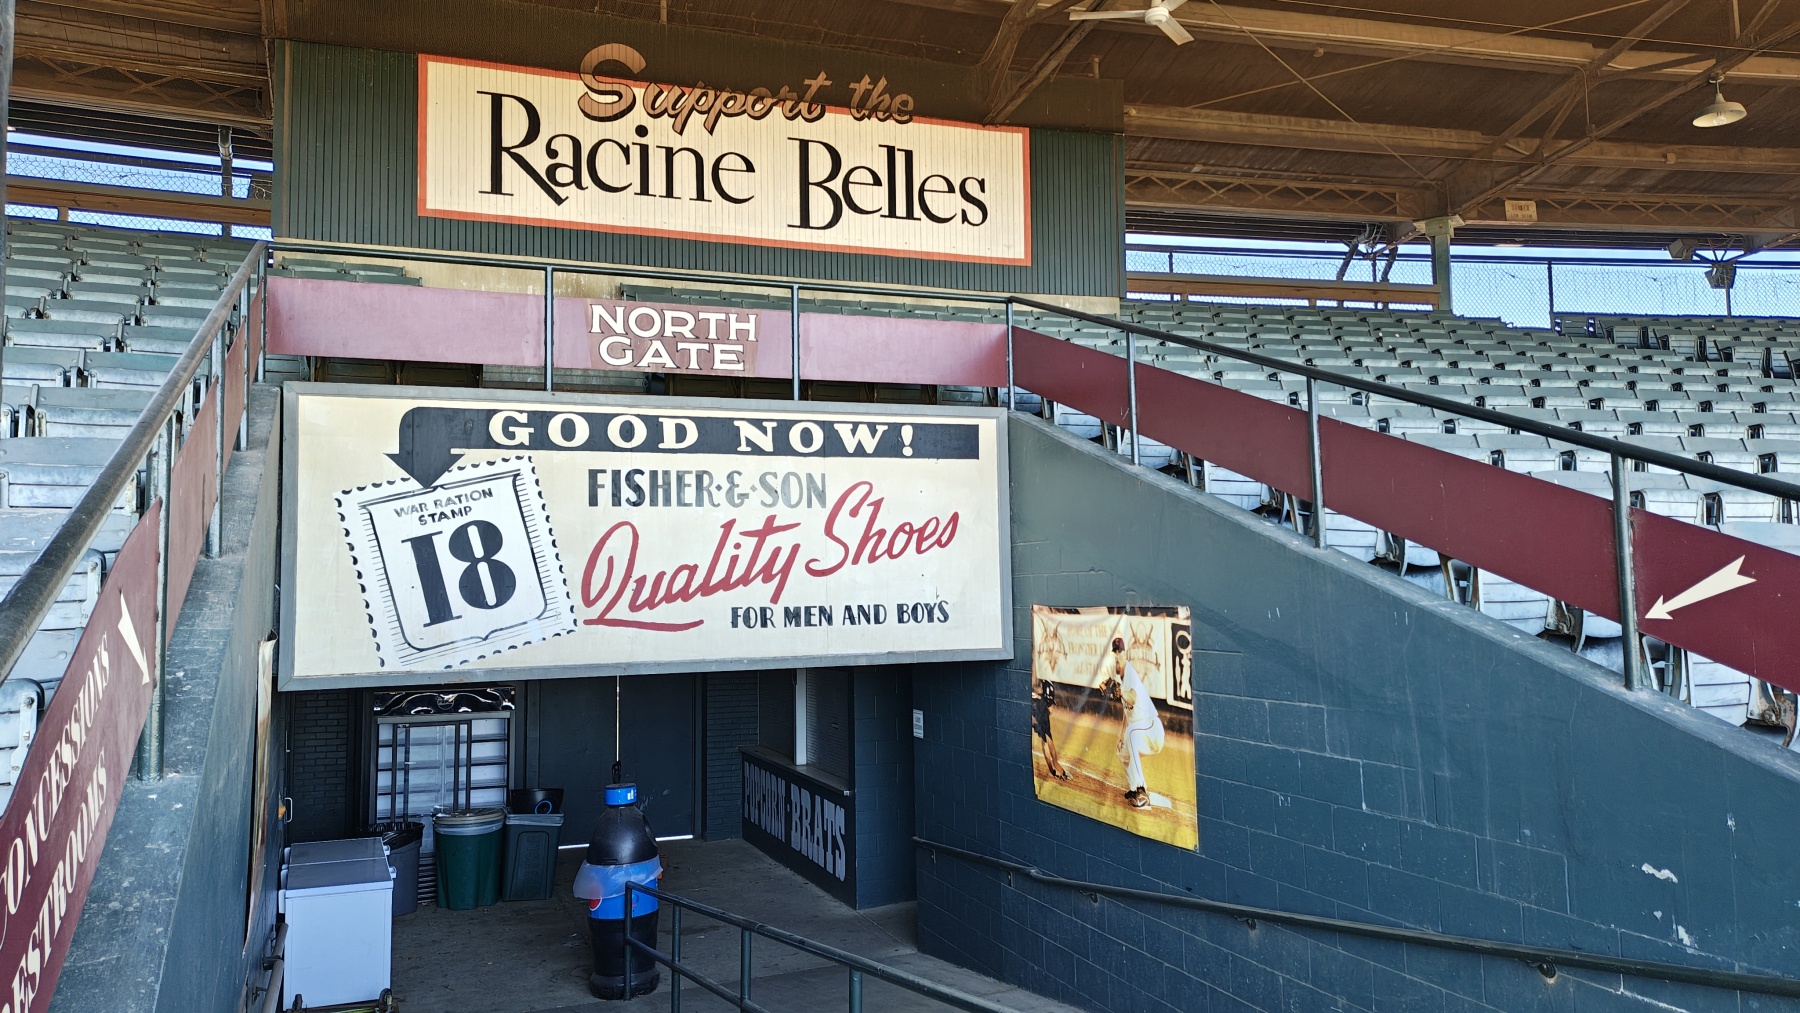 Support the
Racine Belles
NORTH
GATE
GOOD NOW!
WAR RATION
STAMP
18
FISHER & SON
Quality Shoes
FOR MEN AND BOYS
CONCESSIONS
RESTROOMS
POPCORN BRATS